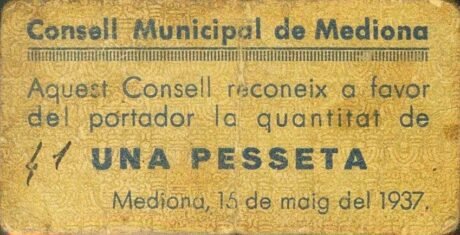 Consell Municipal de Mediona
Aquest Consell reconeix a favor
del portador la quantitat de
41 UNA PESSETA
Mediona, 15 de maig del 1937.